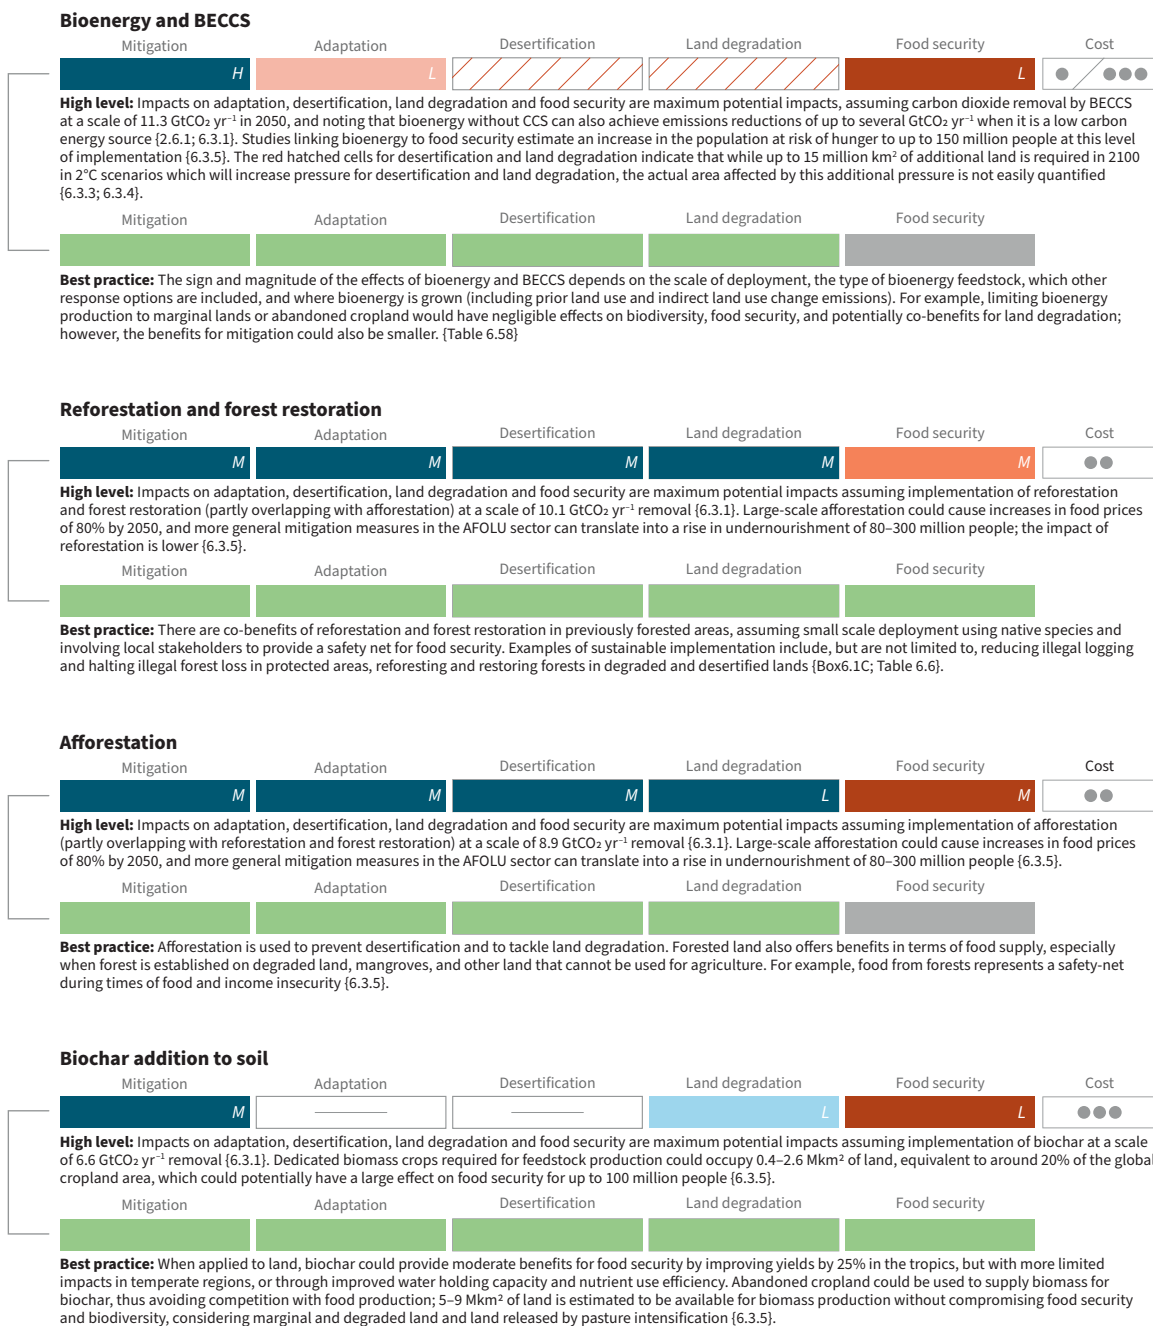 Bioenergy and BECCS
Mitigation Adaptation Desertification Land degradation Food security Cost
H L L
High level: Impacts on adaptation, desertification, land degradation and food security are maximum potential impacts, assuming carbon dioxide removal by BECCS
at a scale of 11.3 GtCO₂ yr⁻¹ in 2050, and noting that bioenergy without CCS can also achieve emissions reductions of up to several GtCO₂ yr⁻¹ when it is a low carbon
energy source {2.6.1; 6.3.1}. Studies linking bioenergy to food security estimate an increase in the population at risk of hunger to up to 150 million people at this level
of implementation {6.3.5}. The red hatched cells for desertification and land degradation indicate that while up to 15 million km² of additional land is required in 2100
in 2°C scenarios which will increase pressure for desertification and land degradation, the actual area affected by this additional pressure is not easily quantified
{6.3.3; 6.3.4}.
Mitigation Adaptation Desertification Land degradation Food security
Best practice: The sign and magnitude of the effects of bioenergy and BECCS depends on the scale of deployment, the type of bioenergy feedstock, which other
response options are included, and where bioenergy is grown (including prior land use and indirect land use change emissions). For example, limiting bioenergy
production to marginal lands or abandoned cropland would have negligible effects on biodiversity, food security, and potentially co-benefits for land degradation;
however, the benefits for mitigation could also be smaller. {Table 6.58}
Reforestation and forest restoration
Mitigation Adaptation Desertification Land degradation Food security Cost
M M M M M
High level: Impacts on adaptation, desertification, land degradation and food security are maximum potential impacts assuming implementation of reforestation
and forest restoration (partly overlapping with afforestation) at a scale of 10.1 GtCO₂ yr⁻¹ removal {6.3.1}. Large-scale afforestation could cause increases in food prices
of 80% by 2050, and more general mitigation measures in the AFOLU sector can translate into a rise in undernourishment of 80–300 million people; the impact of
reforestation is lower {6.3.5}.
Mitigation Adaptation Desertification Land degradation Food security
Best practice: There are co-benefits of reforestation and forest restoration in previously forested areas, assuming small scale deployment using native species and
involving local stakeholders to provide a safety net for food security. Examples of sustainable implementation include, but are not limited to, reducing illegal logging
and halting illegal forest loss in protected areas, reforesting and restoring forests in degraded and desertified lands {Box6.1C; Table 6.6}.
Afforestation
Mitigation Adaptation Desertification Land degradation Food security Cost
M M M L M
High level: Impacts on adaptation, desertification, land degradation and food security are maximum potential impacts assuming implementation of afforestation
(partly overlapping with reforestation and forest restoration) at a scale of 8.9 GtCO₂ yr⁻¹ removal {6.3.1}. Large-scale afforestation could cause increases in food prices
of 80% by 2050, and more general mitigation measures in the AFOLU sector can translate into a rise in undernourishment of 80–300 million people {6.3.5}.
Mitigation Adaptation Desertification Land degradation Food security
Best practice: Afforestation is used to prevent desertification and to tackle land degradation. Forested land also offers benefits in terms of food supply, especially
when forest is established on degraded land, mangroves, and other land that cannot be used for agriculture. For example, food from forests represents a safety-net
during times of food and income insecurity {6.3.5}.
Biochar addition to soil
Mitigation Adaptation Desertification Land degradation Food security Cost
M L L
High level: Impacts on adaptation, desertification, land degradation and food security are maximum potential impacts assuming implementation of biochar at a scale
of 6.6 GtCO₂ yr⁻¹ removal {6.3.1}. Dedicated biomass crops required for feedstock production could occupy 0.4–2.6 Mkm² of land, equivalent to around 20% of the global
cropland area, which could potentially have a large effect on food security for up to 100 million people {6.3.5}.
Mitigation Adaptation Desertification Land degradation Food security
Best practice: When applied to land, biochar could provide moderate benefits for food security by improving yields by 25% in the tropics, but with more limited
impacts in temperate regions, or through improved water holding capacity and nutrient use efficiency. Abandoned cropland could be used to supply biomass for
biochar, thus avoiding competition with food production; 5–9 Mkm² of land is estimated to be available for biomass production without compromising food security
and biodiversity, considering marginal and degraded land and land released by pasture intensification {6.3.5}.